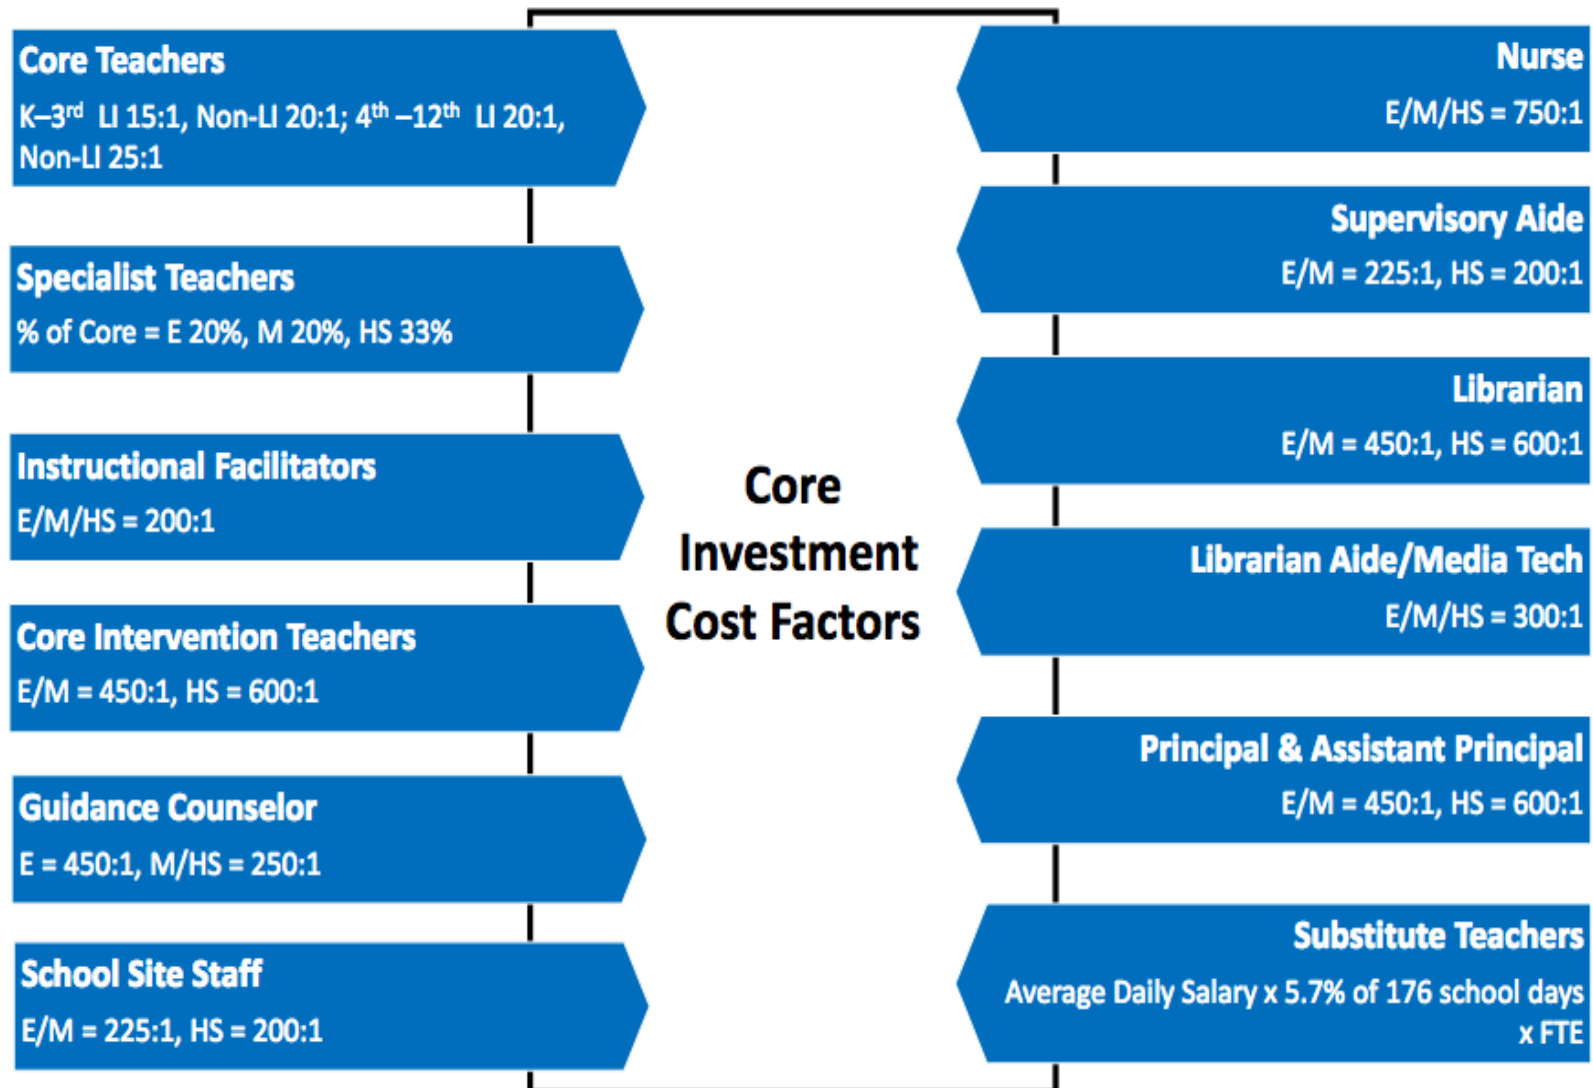 Core Teachers
K–3rd LI 15:1, Non-LI 20:1; 4th –12th LI 20:1,
Non-LI 25:1
Specialist Teachers
% of Core = E 20%, M 20%, HS 33%
Instructional Facilitators
E/M/HS = 200:1
Core Intervention Teachers
E/M = 450:1, HS = 600:1
Guidance Counselor
E = 450:1, M/HS = 250:1
School Site Staff
E/M = 225:1, HS = 200:1
Core
Investment
Cost Factors
Nurse
E/M/HS = 750:1
Supervisory Aide
E/M = 225:1, HS = 200:1
Librarian
E/M = 450:1, HS = 600:1
Librarian Aide/Media Tech
E/M/HS = 300:1
Principal & Assistant Principal
E/M = 450:1, HS = 600:1
Substitute Teachers
Average Daily Salary x 5.7% of 176 school days
x FTE